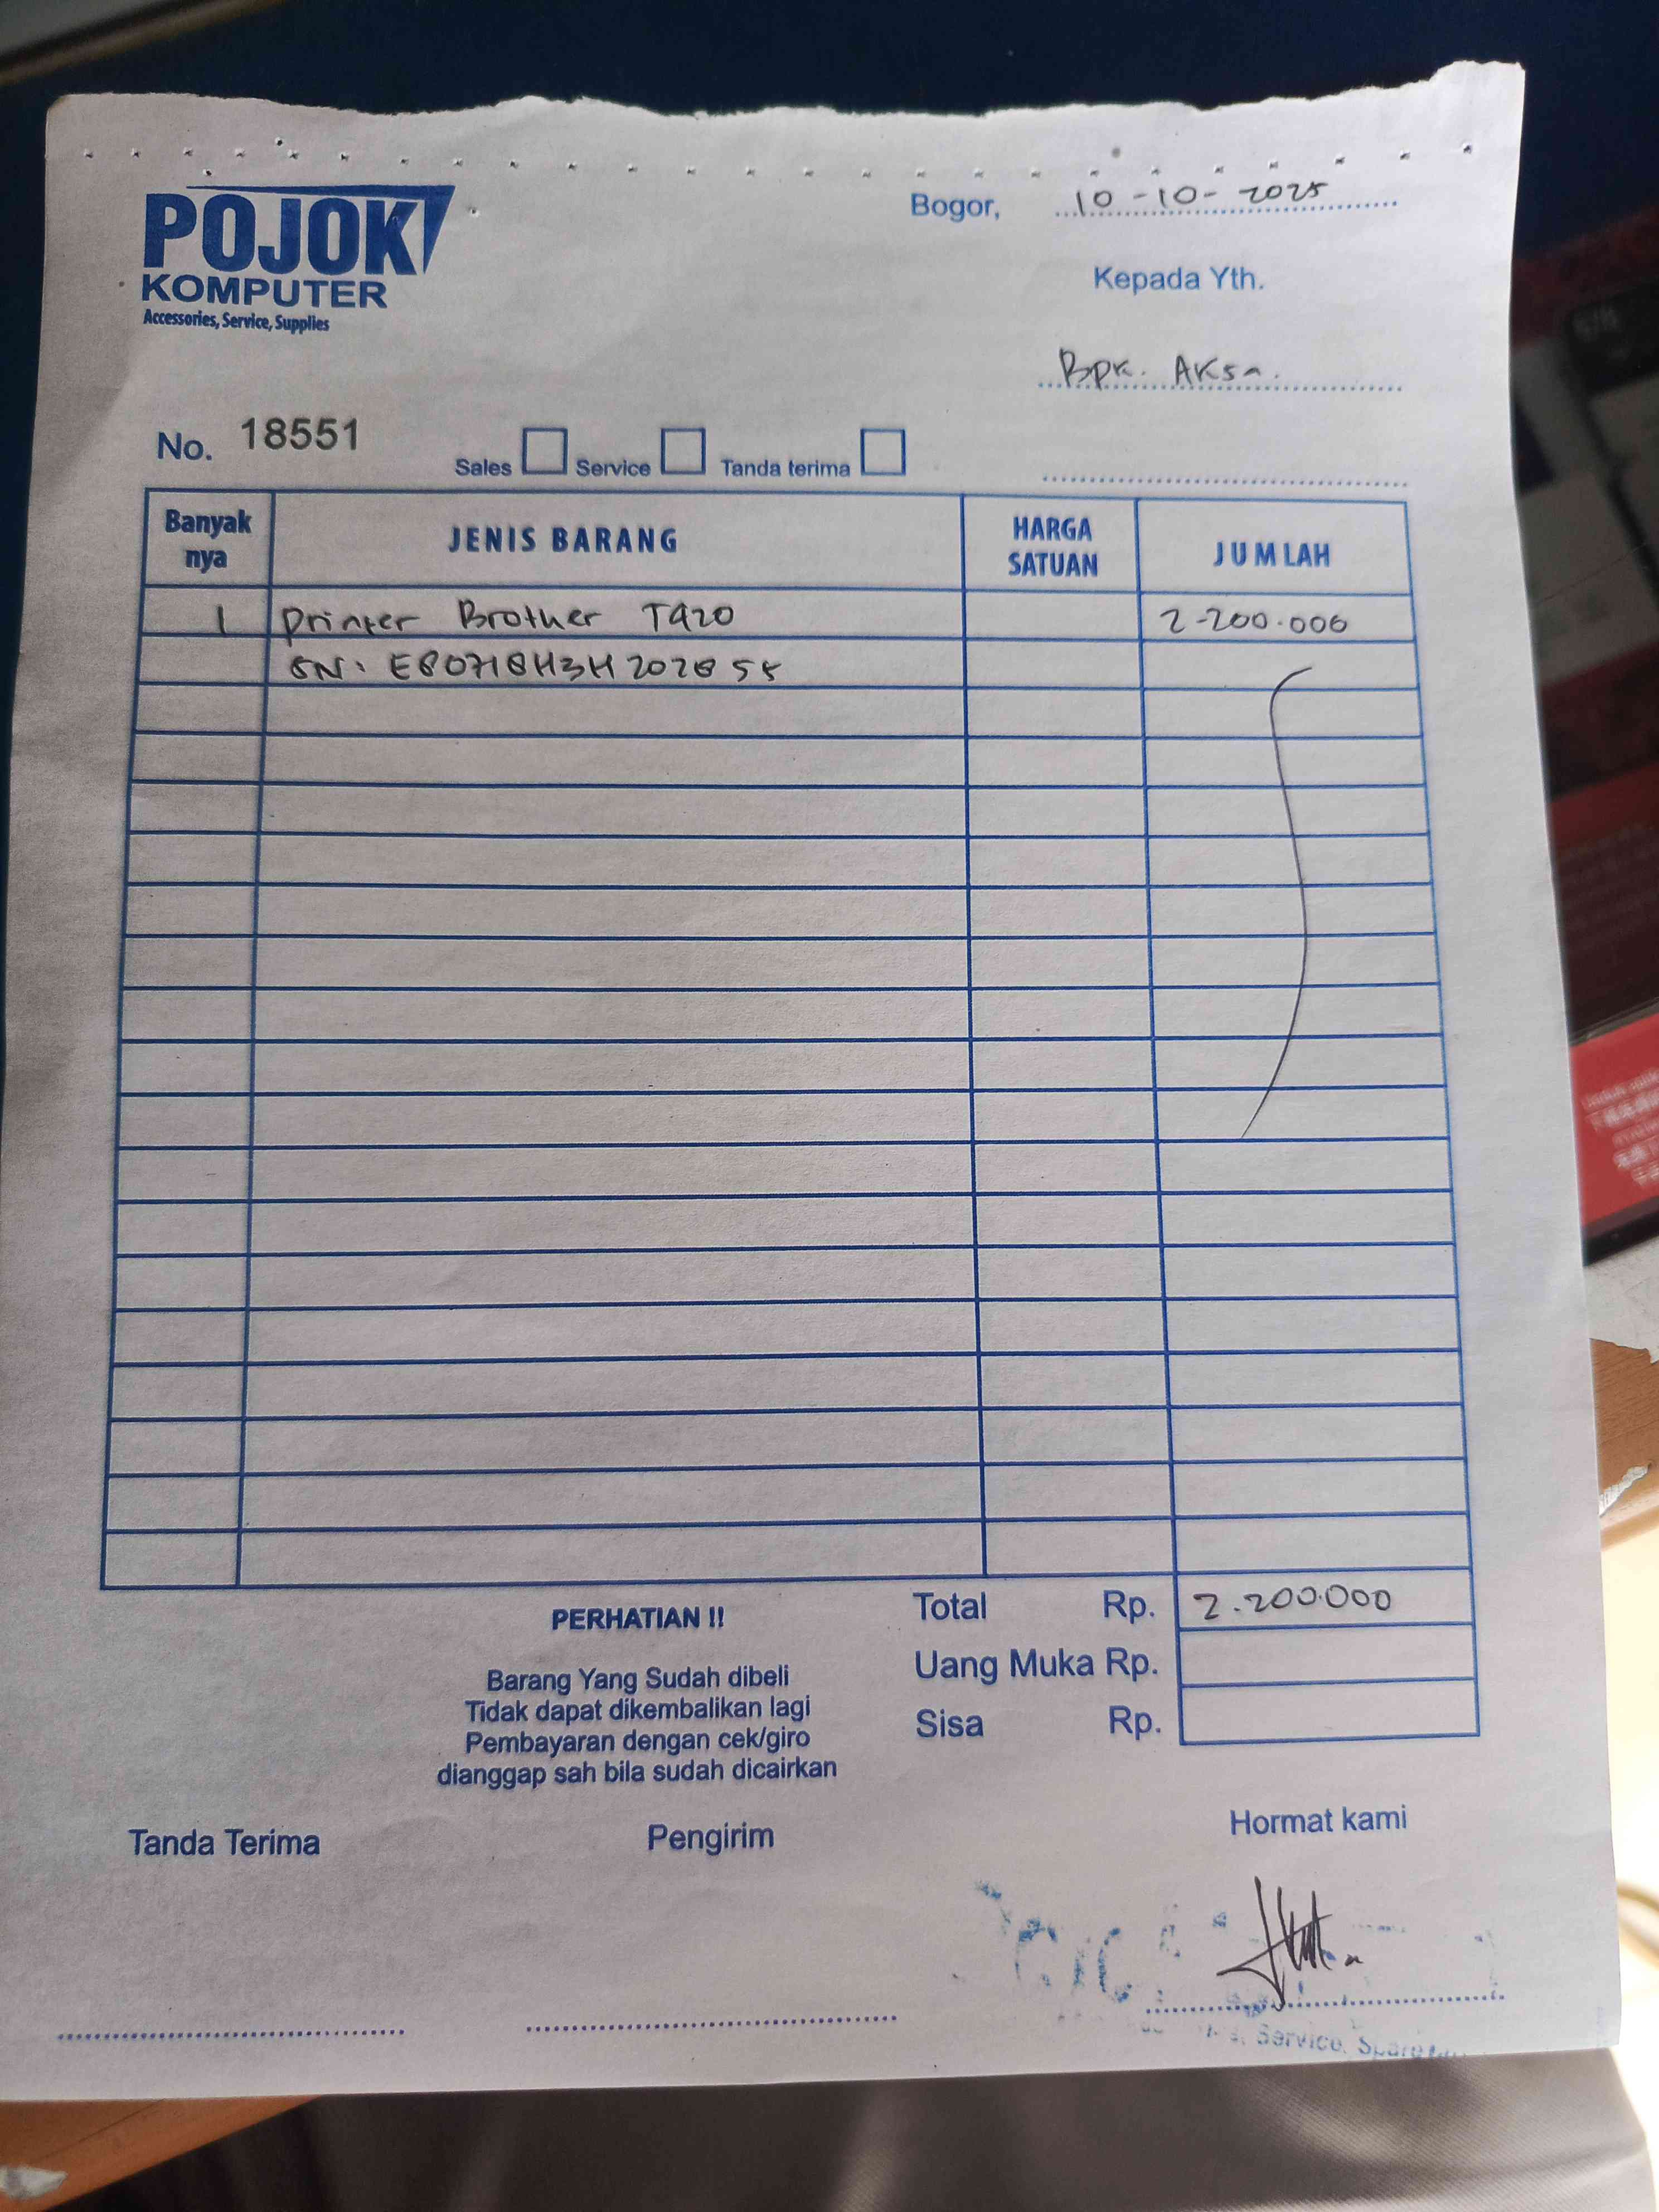 POJOK
KOMPUTER
Accessories, Service, Supplies
Bogor, 10-10-2025
Kepada Yth.
Bpk. Aksa.
No. 18551
Sales Service Tanda terima
Banyak nya JENIS BARANG HARGA SATUAN JUMLAH
1 Printer Brother T920 2.200.000
SN: E80718H3H202855
Total Rp. 2.200.000
Uang Muka Rp.
Sisa Rp.
PERHATIAN !!
Barang Yang Sudah dibeli
Tidak dapat dikembalikan lagi
Pembayaran dengan cek/giro
dianggap sah bila sudah dicairkan
Tanda Terima Pengirim Hormat kami
Service,